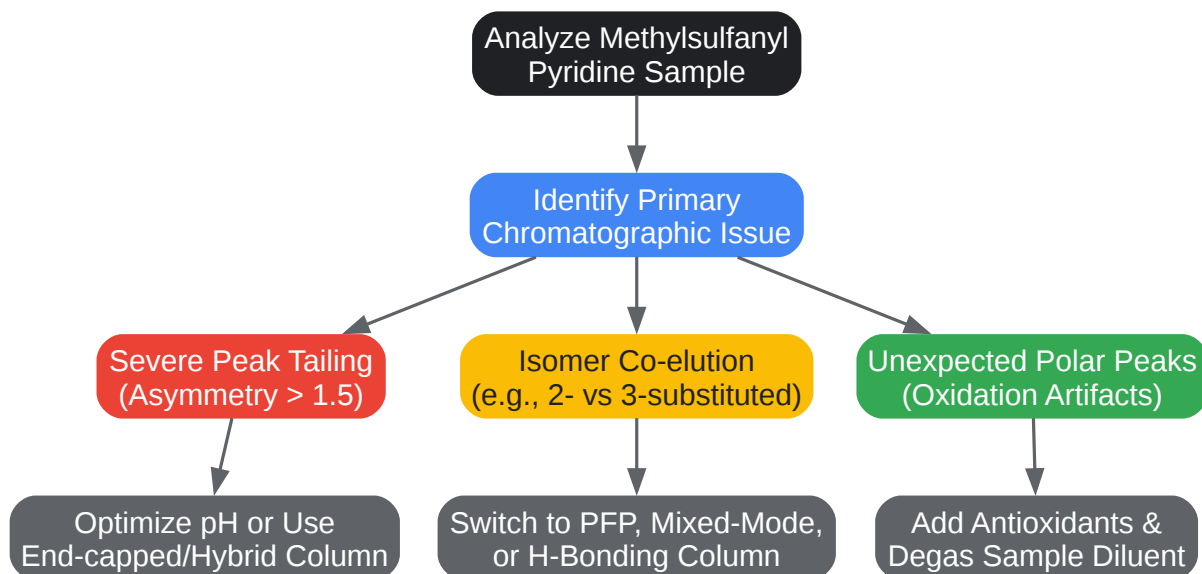 Analyze Methylsulfanyl
Pyridine Sample
Identify Primary
Chromatographic Issue
Severe Peak Tailing
(Asymmetry > 1.5)
Isomer Co-elution
(e.g., 2- vs 3-substituted)
Unexpected Polar Peaks
(Oxidation Artifacts)
Optimize pH or Use
End-capped/Hybrid Column
Switch to PFP, Mixed-Mode,
or H-Bonding Column
Add Antioxidants &
Degas Sample Diluent